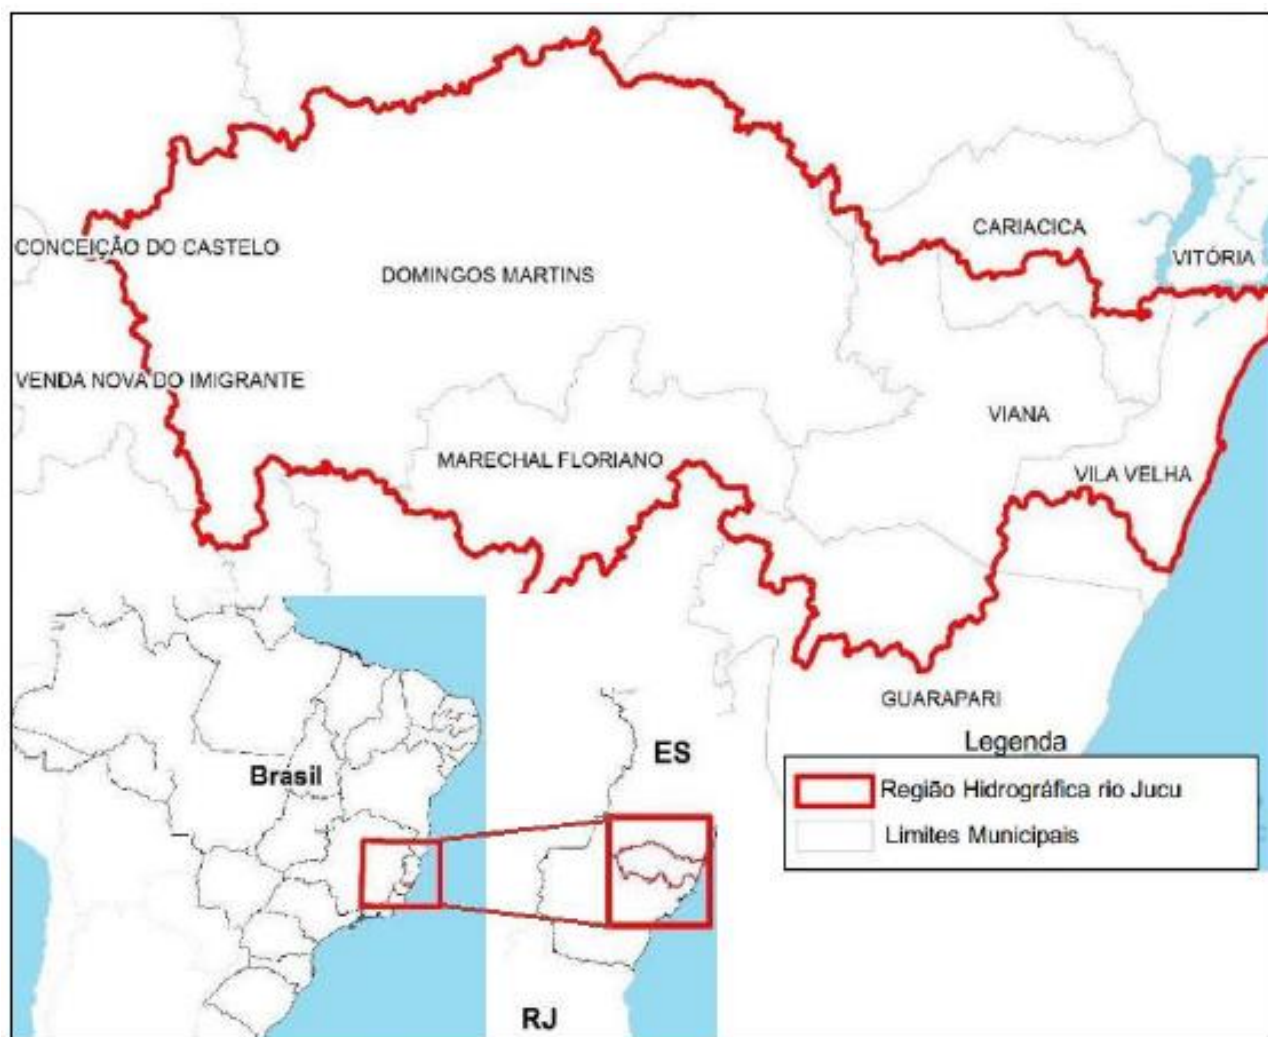 CARIACICA
VITÓRIA
CONCEIÇÃO DO CASTELO
DOMINGOS MARTINS
VENDA NOVA DO IMIGRANTE
VIANA
MARECHAL FLORIANO
VILA VELHA
GUARAPARI
Legenda
Região Hidrográfica rio Jucu
Limites Municipais
ES
Brasil
RJ